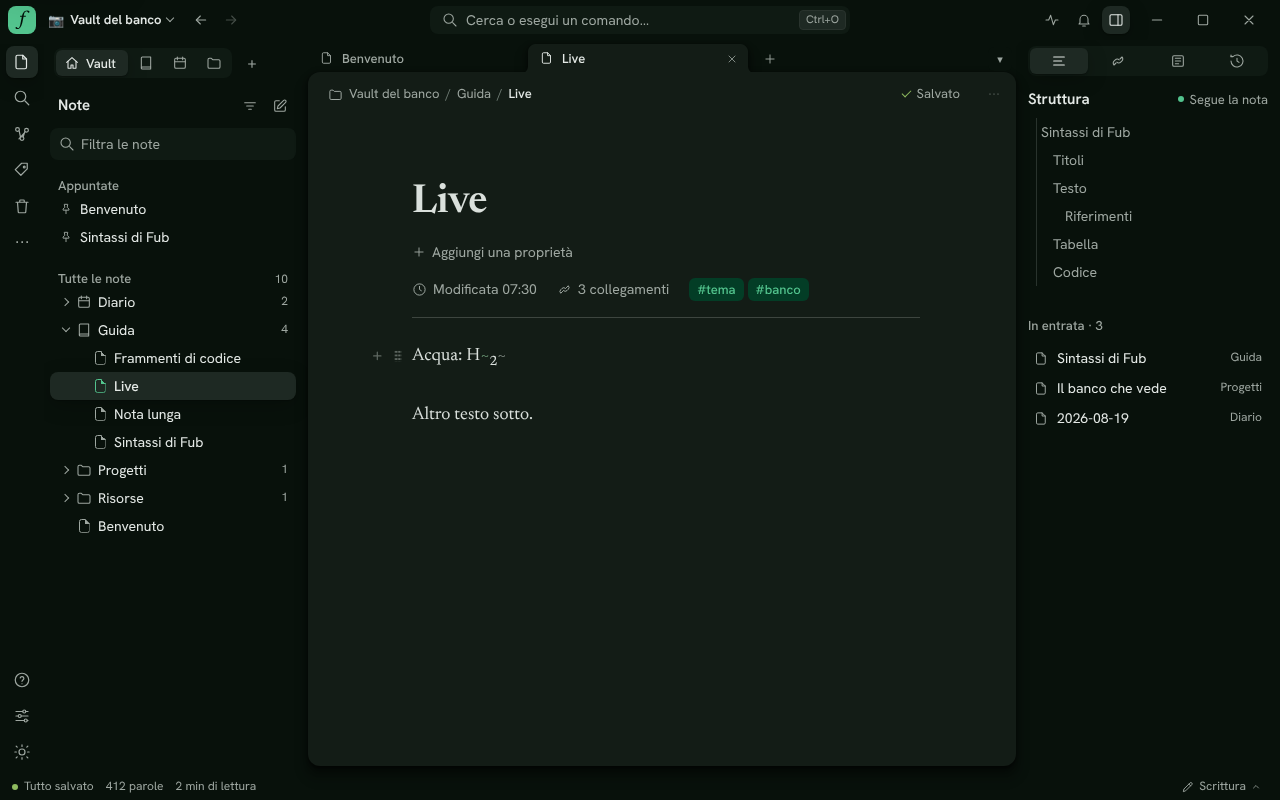 f Vault del banco
Cerca o esegui un comando... Ctrl+O
Vault
Note
Filtra le note
Appuntate
Benvenuto
Sintassi di Fub
Tutte le note 10
Diario 2
Guida 4
Frammenti di codice
Live
Nota lunga
Sintassi di Fub
Progetti 1
Risorse 1
Benvenuto
Benvenuto
Live
Vault del banco / Guida / Live
Salvato
Live
Aggiungi una proprietà
Modificata 07:30 3 collegamenti #tema #banco
Acqua: H~2~
Altro testo sotto.
Struttura
Segue la nota
Sintassi di Fub
Titoli
Testo
Riferimenti
Tabella
Codice
In entrata · 3
Sintassi di Fub Guida
Il banco che vede Progetti
2026-08-19 Diario
Tutto salvato 412 parole 2 min di lettura
Scrittura